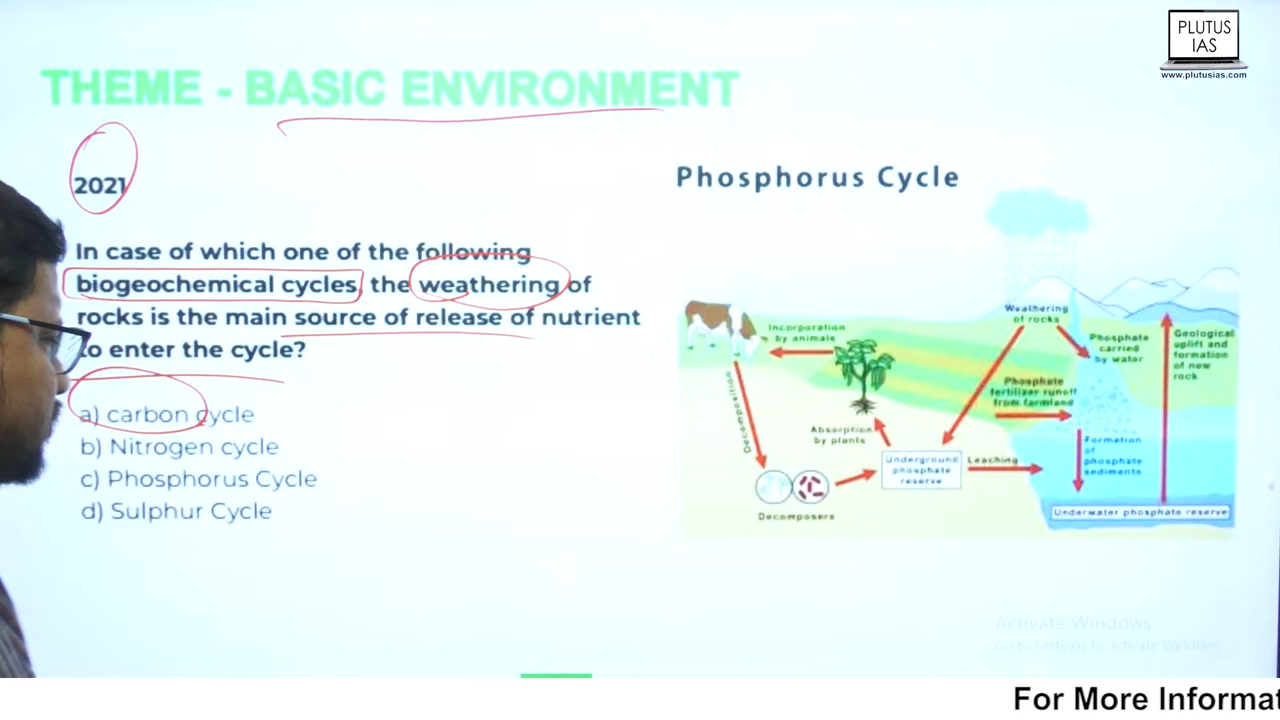 PLUTUS
IAS
www.plutusias.com
THEME - BASIC ENVIRONMENT
2021
In case of which one of the following
biogeochemical cycles, the weathering of
rocks is the main source of release of nutrient
to enter the cycle?
a) carbon cycle
b) Nitrogen cycle
c) Phosphorus Cycle
d) Sulphur Cycle
Phosphorus Cycle
Weathering
of rocks
Incorporation
by animals
Phosphate
carried
by water
Geological
uplift and
formation
of new
rock
Phosphate
fertilizer runoff
from farmland
Decomposition
Absorption
by plants
Underground
phosphate
reserve
Leaching
Formation
of
phosphate
sediments
Decomposers
Underwater phosphate reserve
Activate Windows
Go to Settings to activate Windows.
For More Informat